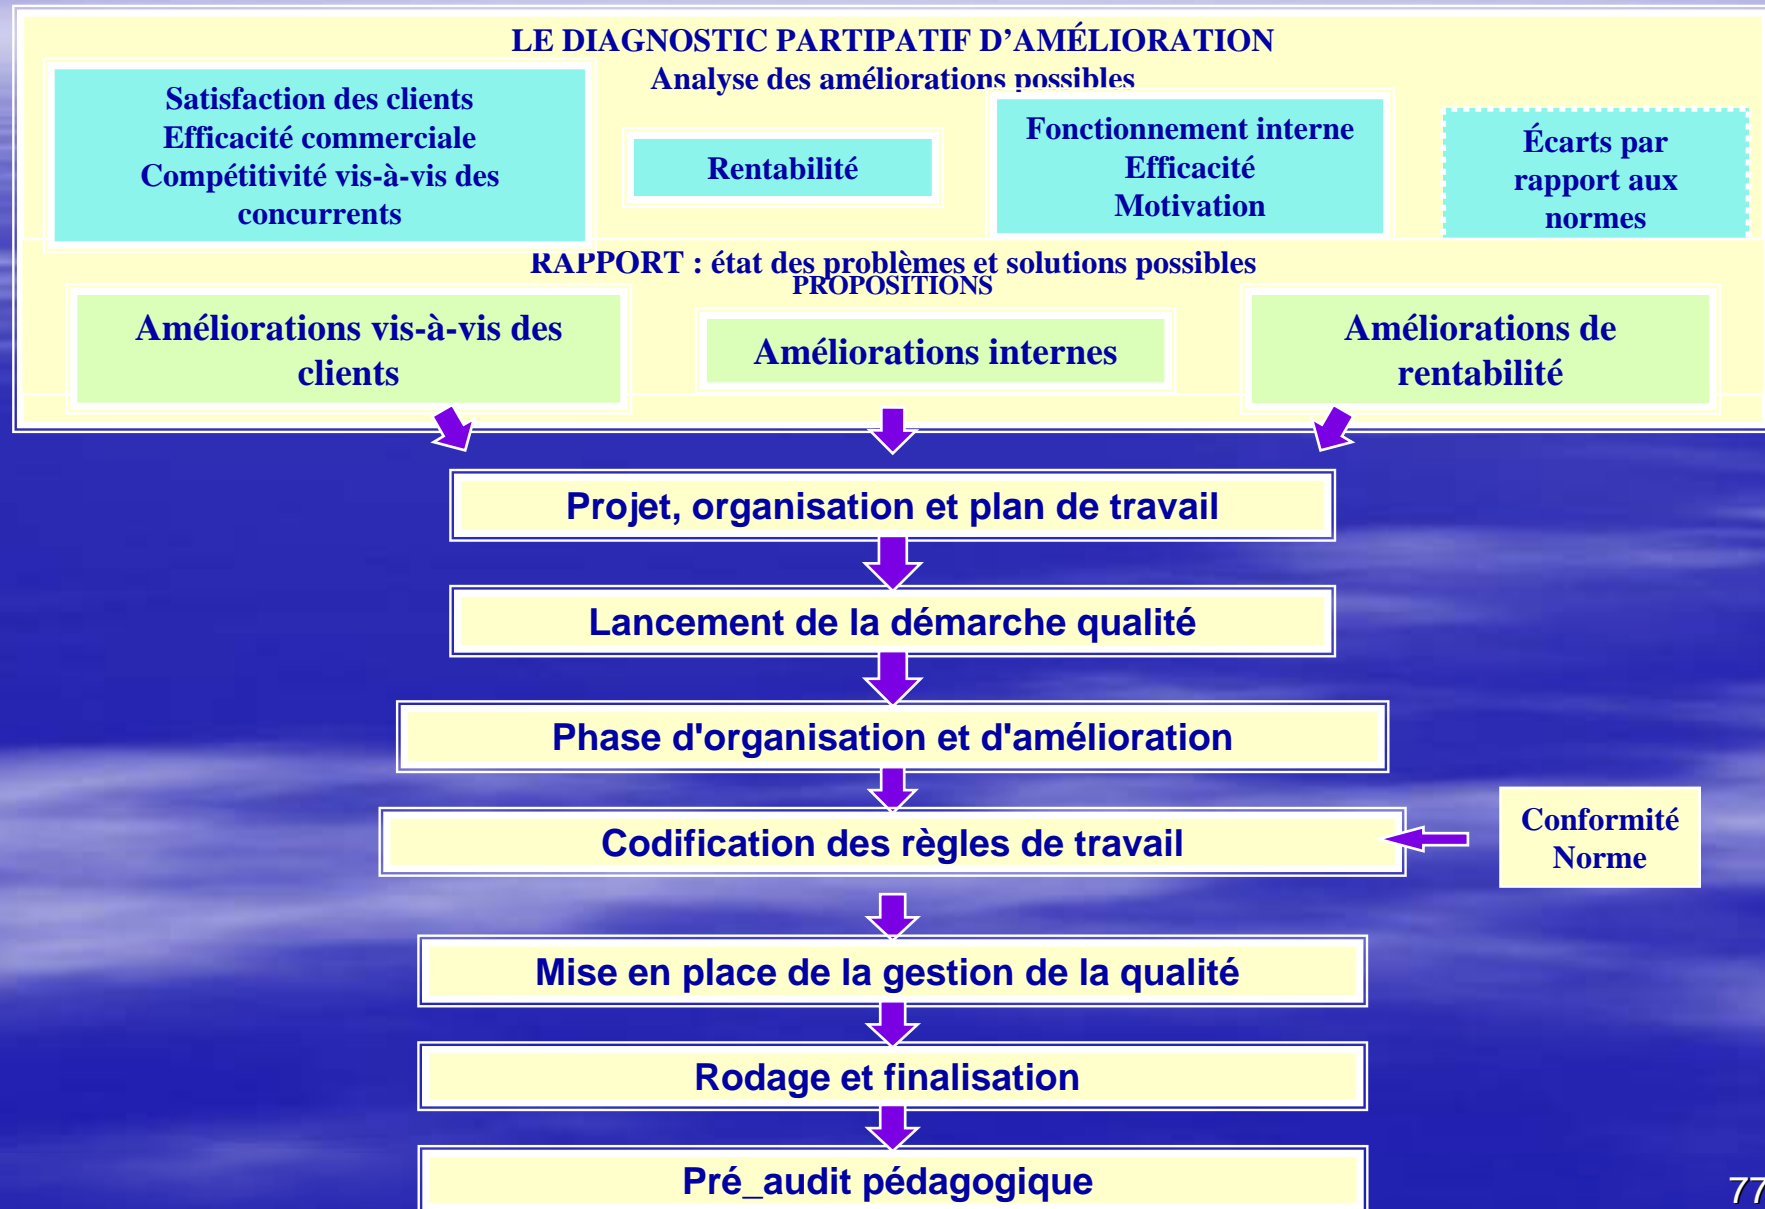 LE DIAGNOSTIC PARTIPATIF D’AMÉLIORATION
Analyse des améliorations possibles
Satisfaction des clients
Efficacité commerciale
Compétitivité vis-à-vis des
concurrents
Rentabilité
Fonctionnement interne
Efficacité
Motivation
Écarts par
rapport aux
normes
RAPPORT : état des problèmes et solutions possibles
PROPOSITIONS
Améliorations vis-à-vis des
clients
Améliorations internes
Améliorations de
rentabilité
Projet, organisation et plan de travail
Lancement de la démarche qualité
Phase d'organisation et d'amélioration
Codification des règles de travail
Conformité
Norme
Mise en place de la gestion de la qualité
Rodage et finalisation
Pré_audit pédagogique
77